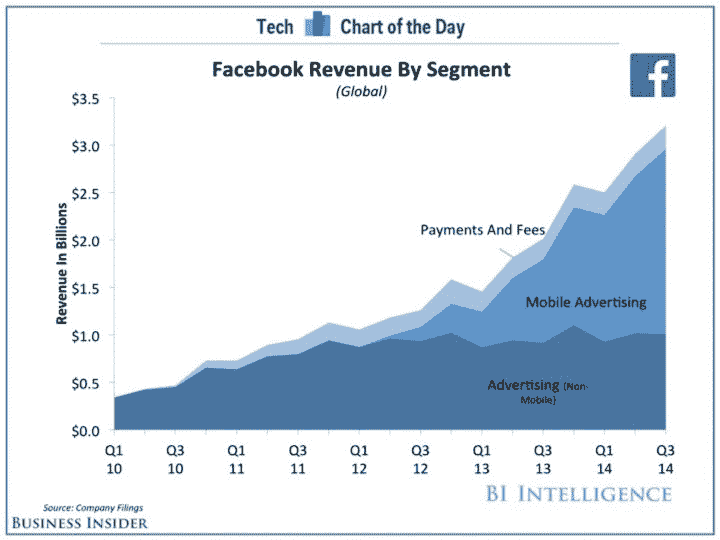 Tech Chart of the Day
Facebook Revenue By Segment
(Global)
f
$3.5
$3.0
$2.5
$2.0
$1.5
$1.0
$0.5
$0.0
Revenue In Billions
Payments And Fees
Mobile Advertising
Advertising (Non-
Mobile)
Q1 Q3 Q1 Q3 Q1 Q3 Q1 Q3 Q1 Q3
10 10 11 11 12 12 13 13 14 14
BI INTELLIGENCE
Source: Company Filings
BUSINESS INSIDER